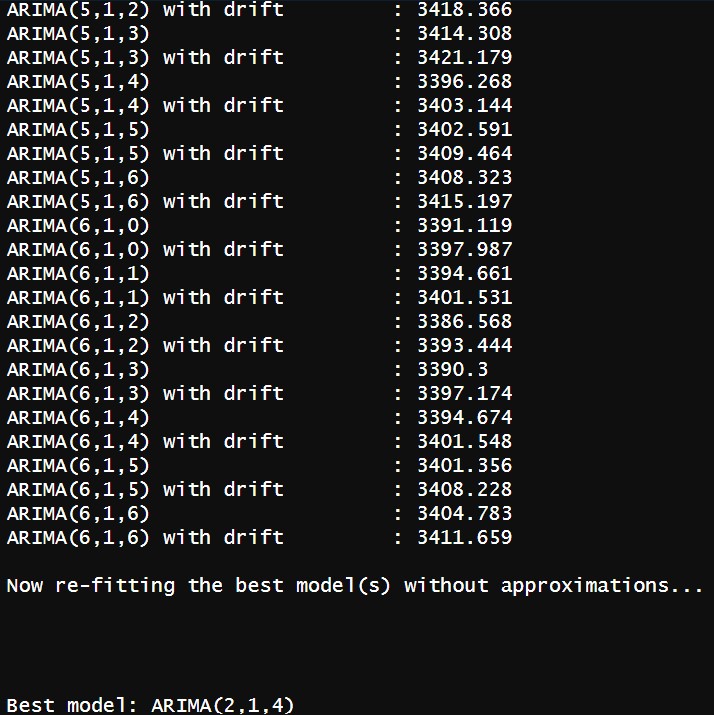 ARIMA(5,1,2) with drift : 3418.366
ARIMA(5,1,3) : 3414.308
ARIMA(5,1,3) with drift : 3421.179
ARIMA(5,1,4) : 3396.268
ARIMA(5,1,4) with drift : 3403.144
ARIMA(5,1,5) : 3402.591
ARIMA(5,1,5) with drift : 3409.464
ARIMA(5,1,6) : 3408.323
ARIMA(5,1,6) with drift : 3415.197
ARIMA(6,1,0) : 3391.119
ARIMA(6,1,0) with drift : 3397.987
ARIMA(6,1,1) : 3394.661
ARIMA(6,1,1) with drift : 3401.531
ARIMA(6,1,2) : 3386.568
ARIMA(6,1,2) with drift : 3393.444
ARIMA(6,1,3) : 3390.3
ARIMA(6,1,3) with drift : 3397.174
ARIMA(6,1,4) : 3394.674
ARIMA(6,1,4) with drift : 3401.548
ARIMA(6,1,5) : 3401.356
ARIMA(6,1,5) with drift : 3408.228
ARIMA(6,1,6) : 3404.783
ARIMA(6,1,6) with drift : 3411.659
Now re-fitting the best model(s) without approximations...
Best model: ARIMA(2,1,4)